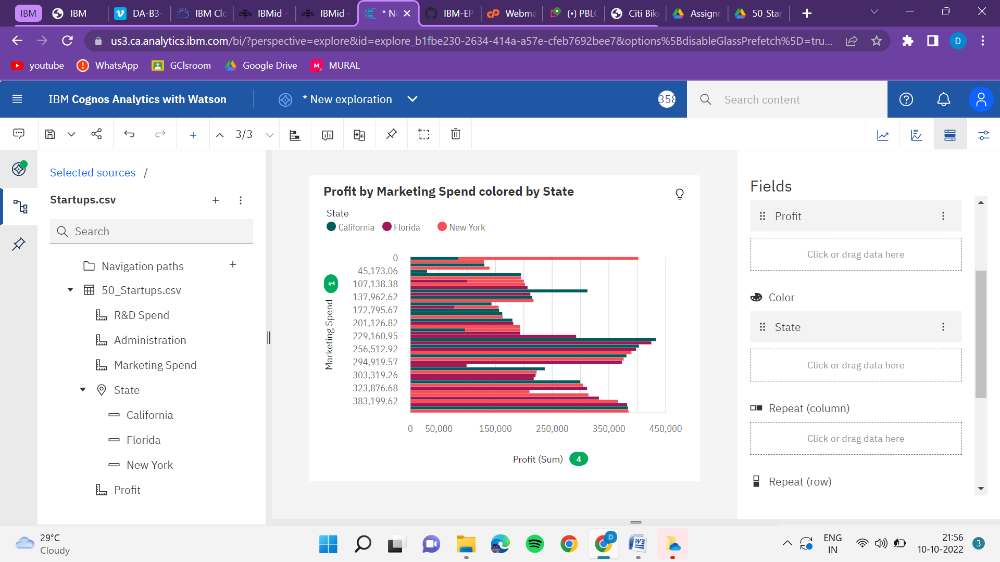 IBM IBM DA-B3- IBM Clo IBMid - IBMid - * Ne IBM-EP Webma (•) PBLC Citi Bike Assignm 50_Star
us3.ca.analytics.ibm.com/bi/?perspective=explore&id=explore_b1fbe230-2634-414a-a57e-cfeb7692bee7&options%5BdisableGlassPrefetch%5D=tru... D
youtube WhatsApp GClsroom Google Drive MURAL
IBM Cognos Analytics with Watson * New exploration 358 Search content
3/3
Selected sources /
Startups.csv
Search
Navigation paths
50_Startups.csv
R&D Spend
Administration
Marketing Spend
State
California
Florida
New York
Profit
Profit by Marketing Spend colored by State
State
California Florida New York
Marketing Spend 1
0
45,173.06
107,138.38
137,962.62
172,795.67
201,126.82
229,160.95
256,512.92
294,919.57
303,319.26
323,876.68
383,199.62
0 50,000 150,000 250,000 350,000 450,000
Profit (Sum) 4
Fields
Profit
Click or drag data here
Color
State
Click or drag data here
Repeat (column)
Click or drag data here
Repeat (row)
29°C
Cloudy
D
ENG
IN
21:56
10-10-2022
3